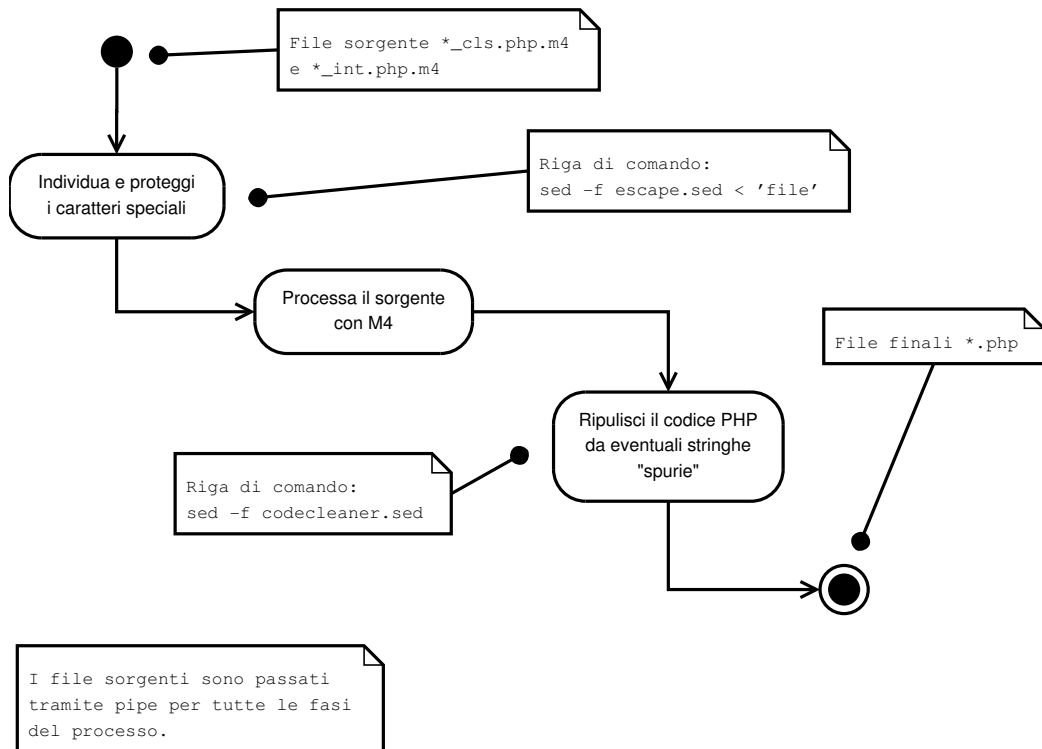 File sorgente *_cls.php.m4
e *_int.php.m4
Riga di comando:
sed -f escape.sed < 'file'
Individua e proteggi
i caratteri speciali
Processa il sorgente
con M4
File finali *.php
Ripulisci il codice PHP
da eventuali stringhe
"spurie"
Riga di comando:
sed -f codecleaner.sed
I file sorgenti sono passati
tramite pipe per tutte le fasi
del processo.